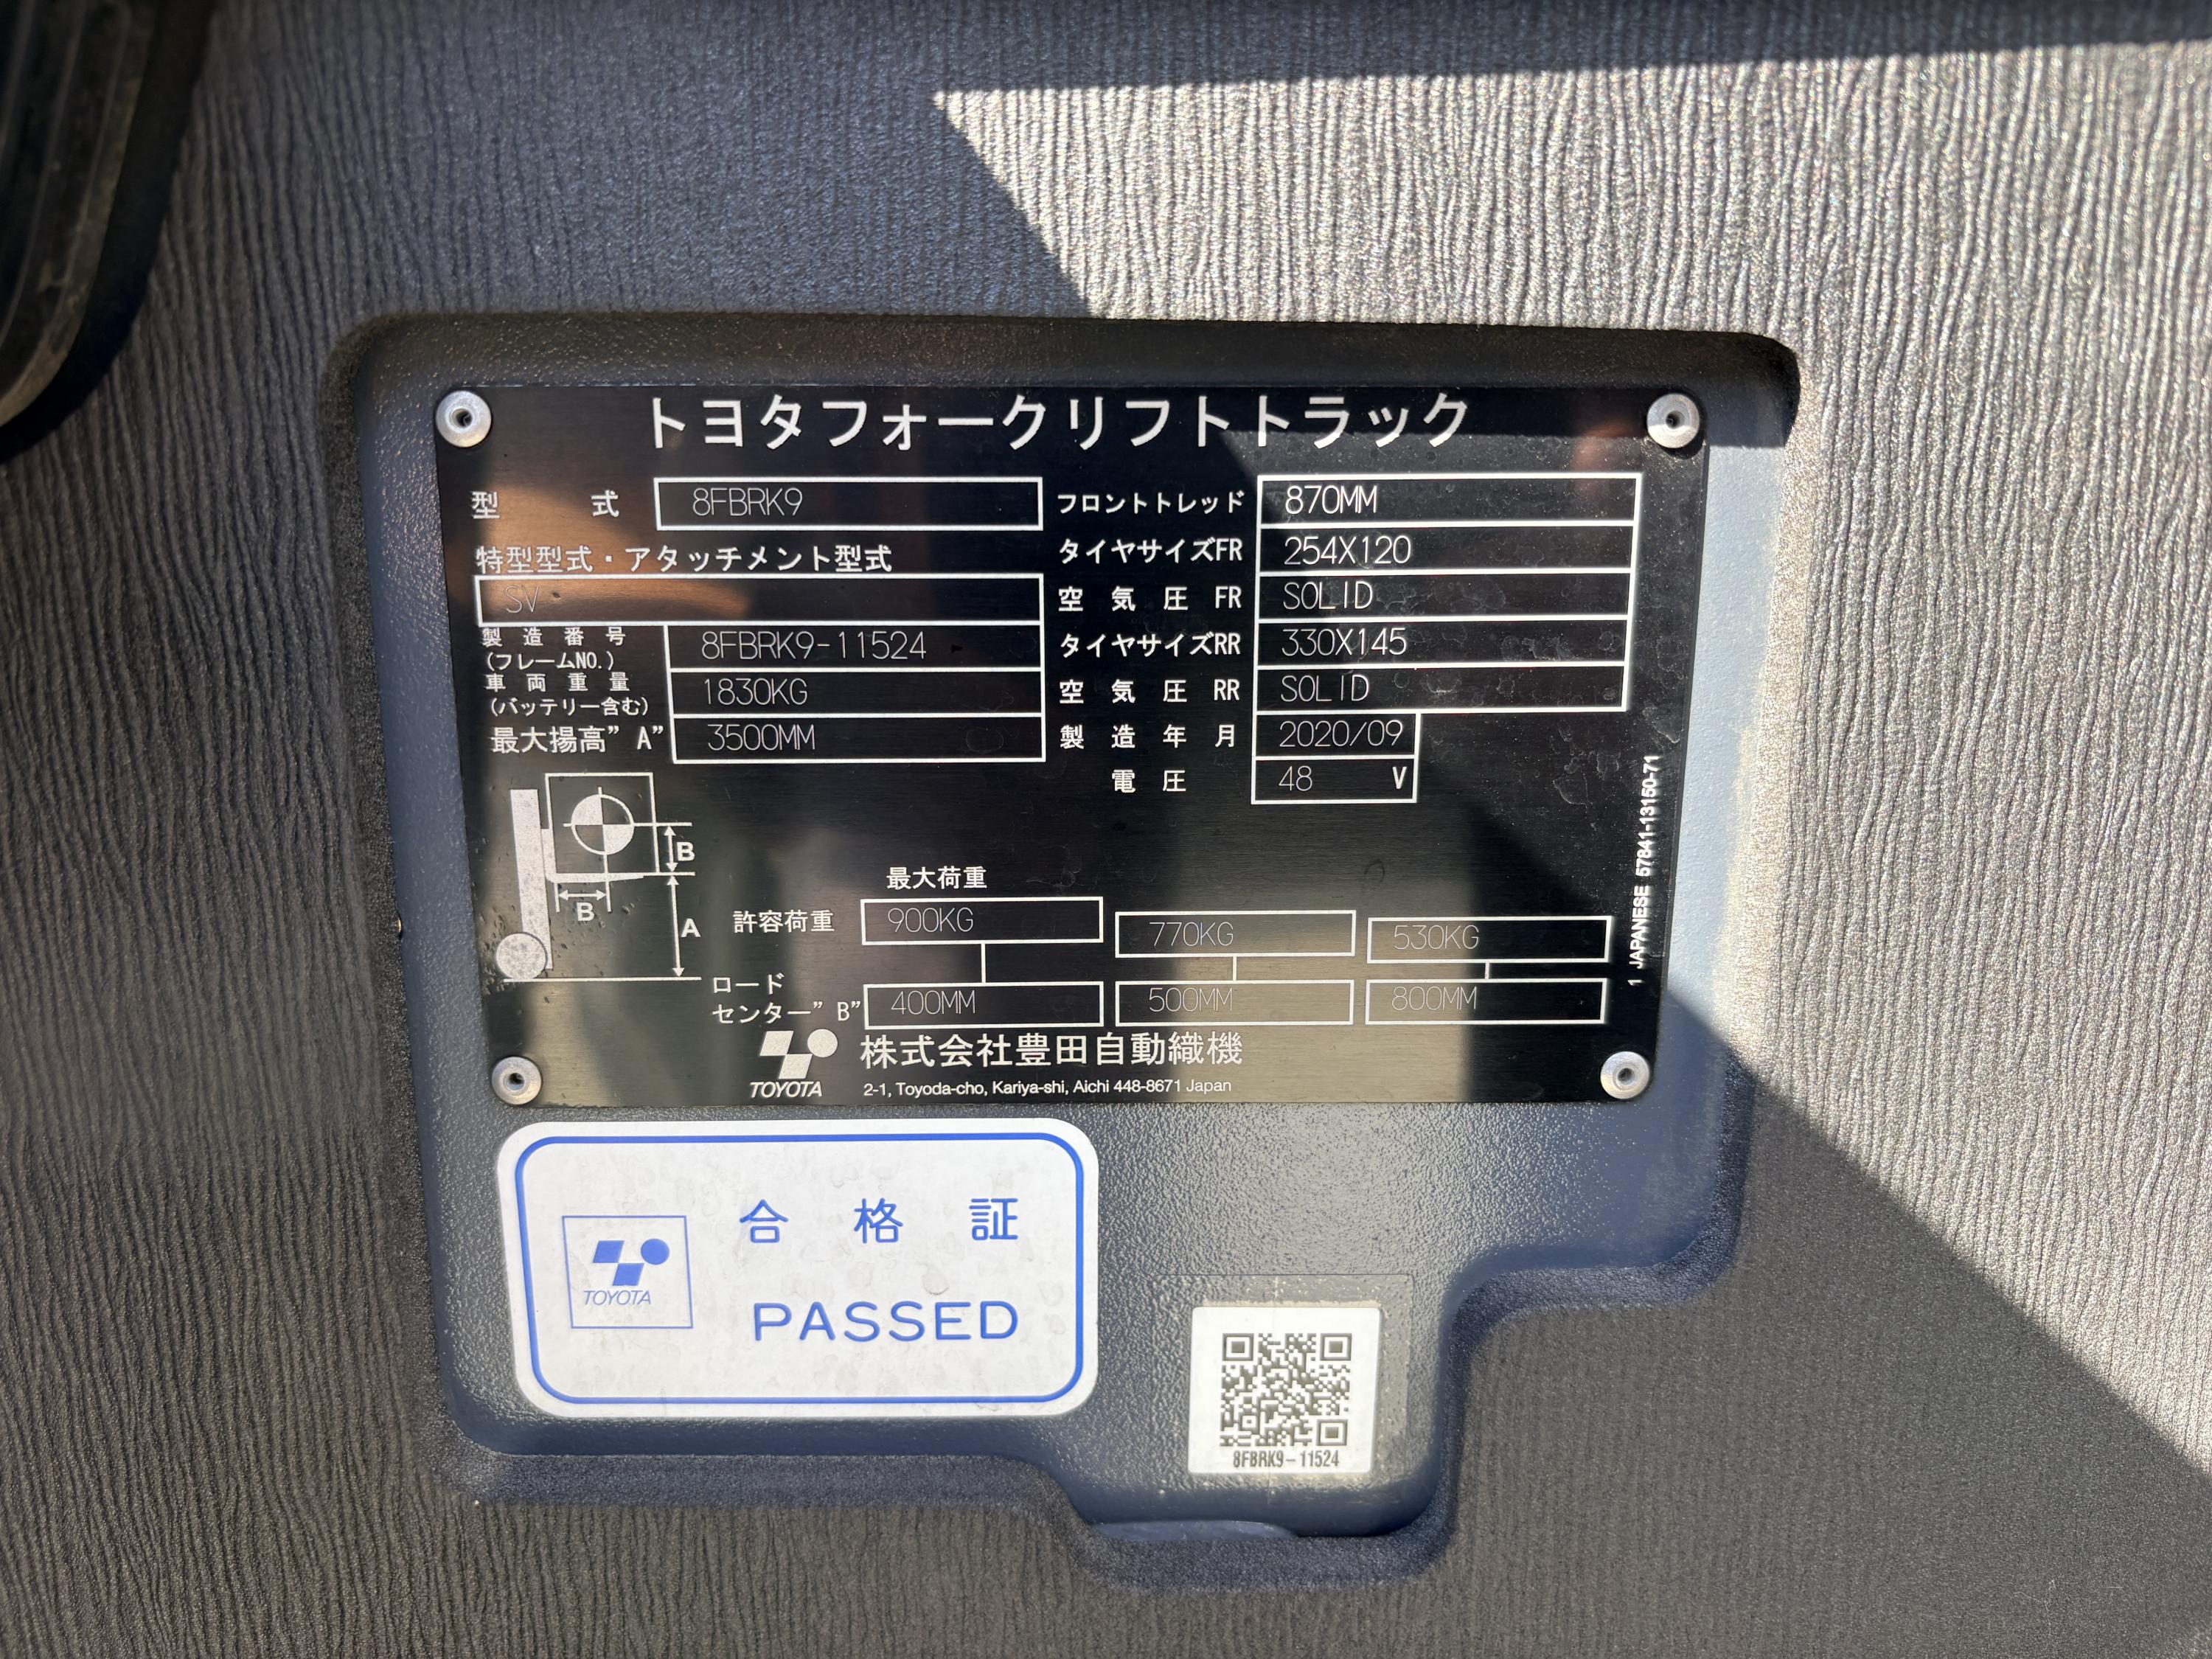 トヨタフォークリフトトラック
型 式 8FBRK9
特型型式・アタッチメント型式
SV
製造番号 (フレームNO.) 8FBRK9-11524
車両重量 (バッテリー含む) 1830KG
最大揚高"A" 3500MM
フロントトレッド 870MM
タイヤサイズFR 254X120
空気圧 FR SOLID
タイヤサイズRR 330X145
空気圧 RR SOLID
製造年月 2020/09
電圧 48 V
B
B
A
最大荷重
許容荷重 900KG 770KG 530KG
ロード
センター"B" 400MM 500MM 800MM
TOYOTA 株式会社豊田自動織機
2-1, Toyoda-cho, Kariya-shi, Aichi 448-8671 Japan
1 JAPANESE 57841-13150-71
合格証
TOYOTA
PASSED
8FBRK9-11524